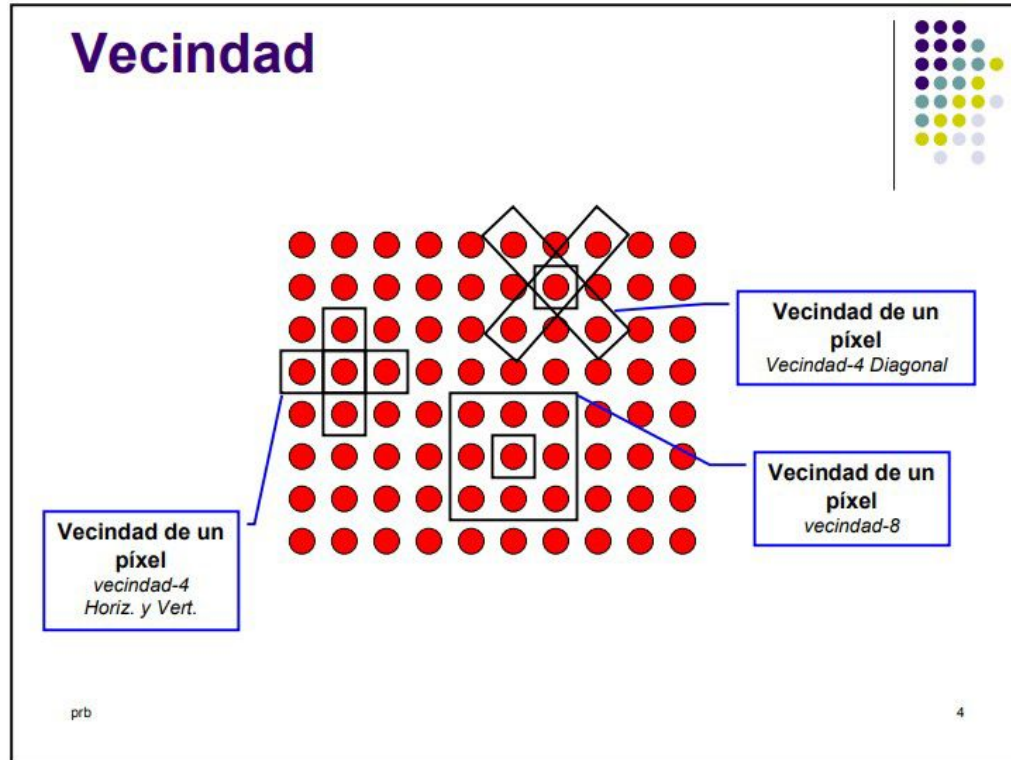 Vecindad
Vecindad de un
píxel
Vecindad-4 Diagonal
Vecindad de un
píxel
vecindad-8
Vecindad de un
píxel
vecindad-4
Horiz. y Vert.
prb
4